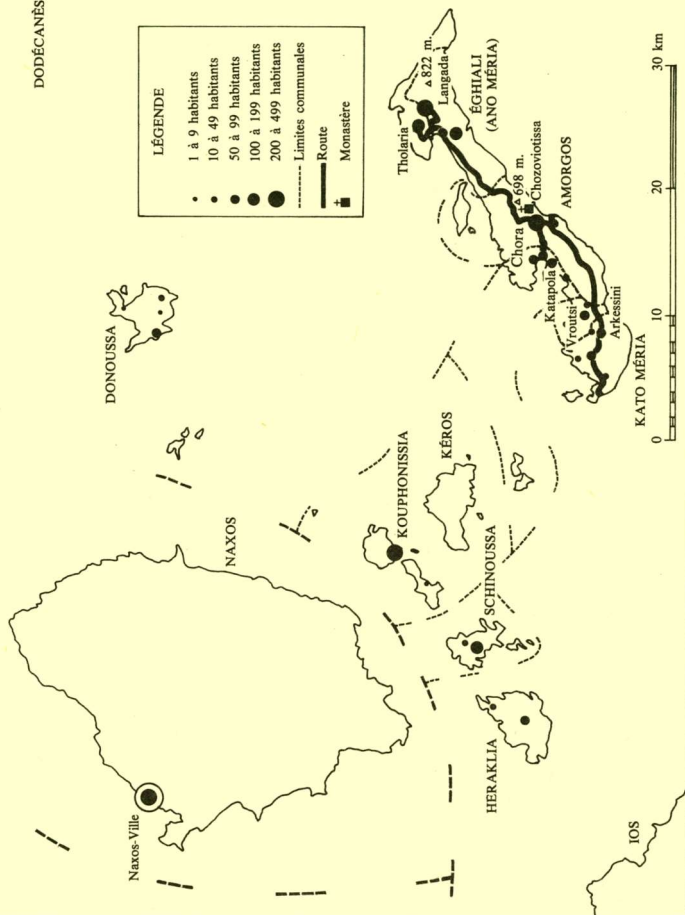 DODÉCANÈS
LÉGENDE
1 à 9 habitants
10 à 49 habitants
50 à 99 habitants
100 à 199 habitants
200 à 499 habitants
Limites communales
Route
Monastère
DONOUSSA
NAXOS
Naxos-Ville
KOUPHONISSIA
KÉROS
SCHINOUSSA
HERAKLIA
IOS
Tholaria
822 m.
Langada
ÉGHIALI
(ANO MÉRIA)
Chora
698 m.
Chozoviotissa
Katapola
AMORGOS
Vroutsi
Arkessini
KATO MÉRIA
0 10 20 30 km